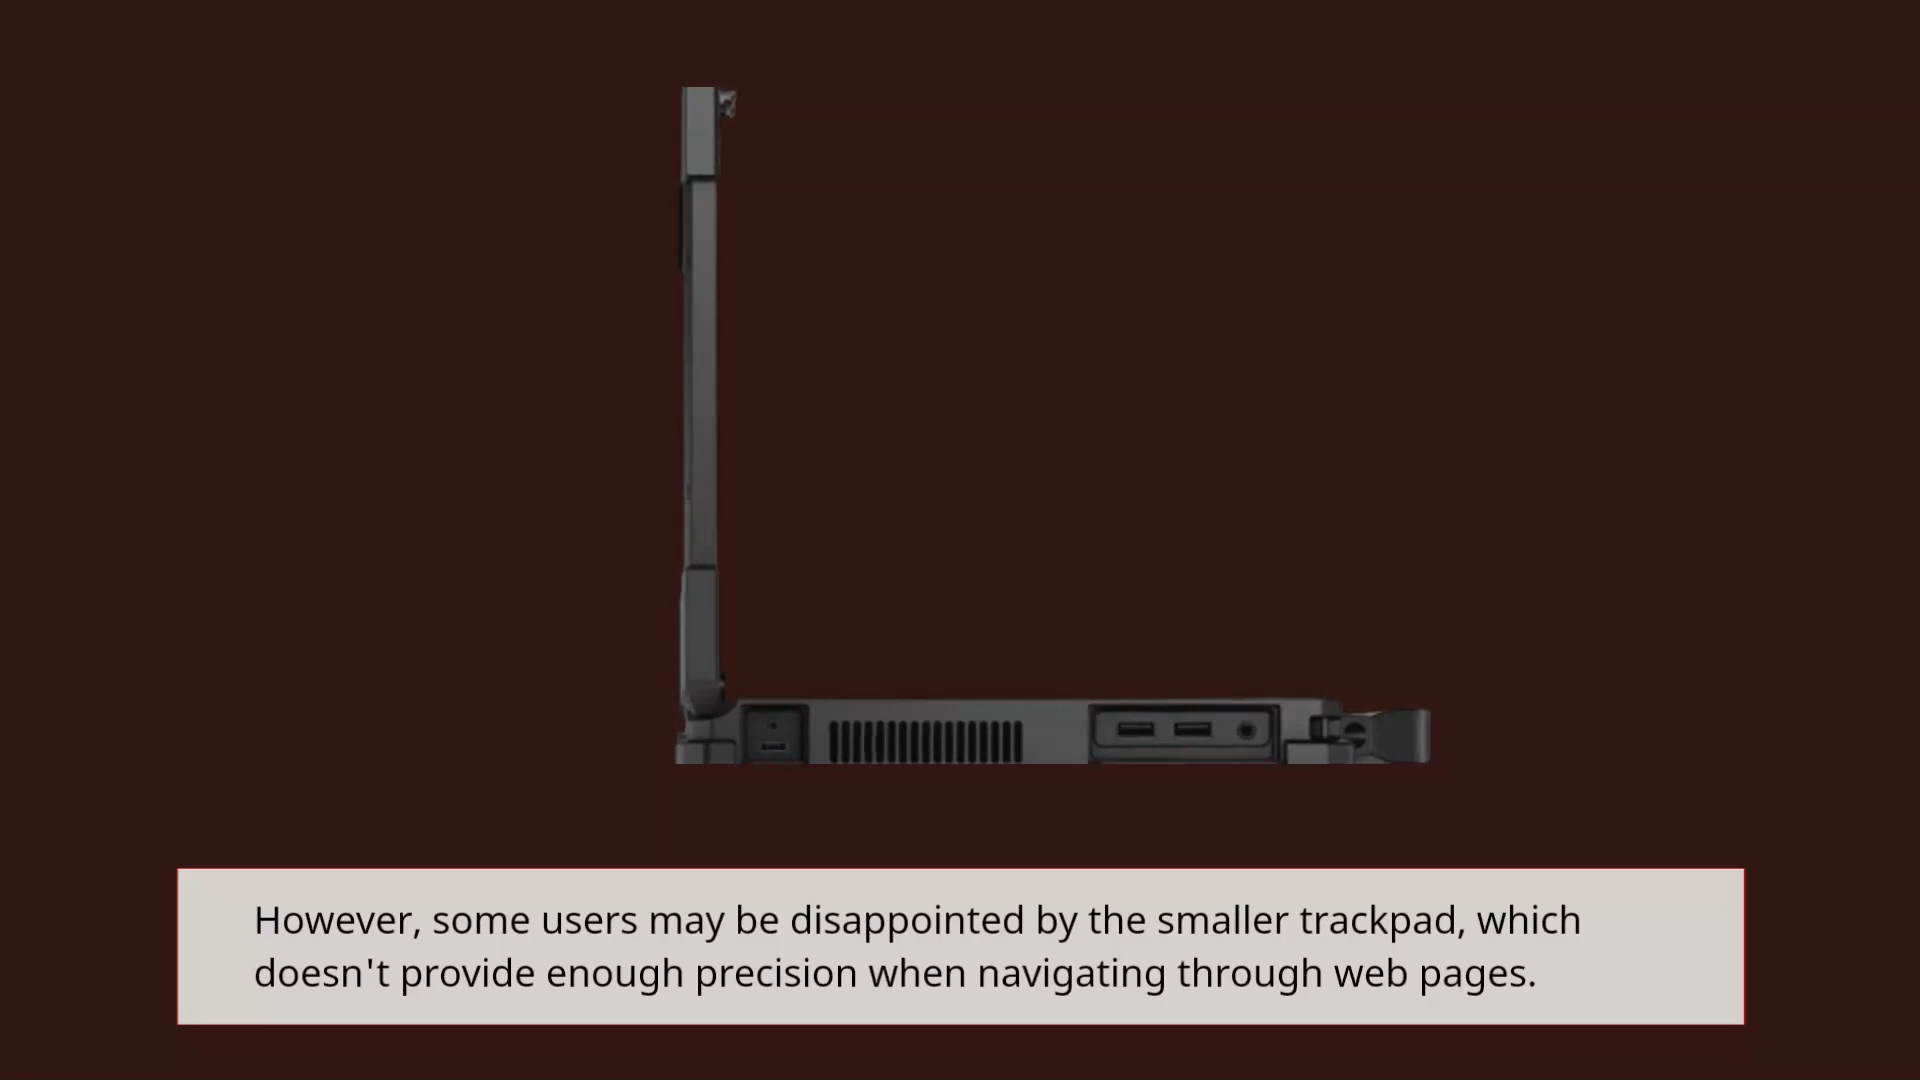 However, some users may be disappointed by the smaller trackpad, which
doesn't provide enough precision when navigating through web pages.